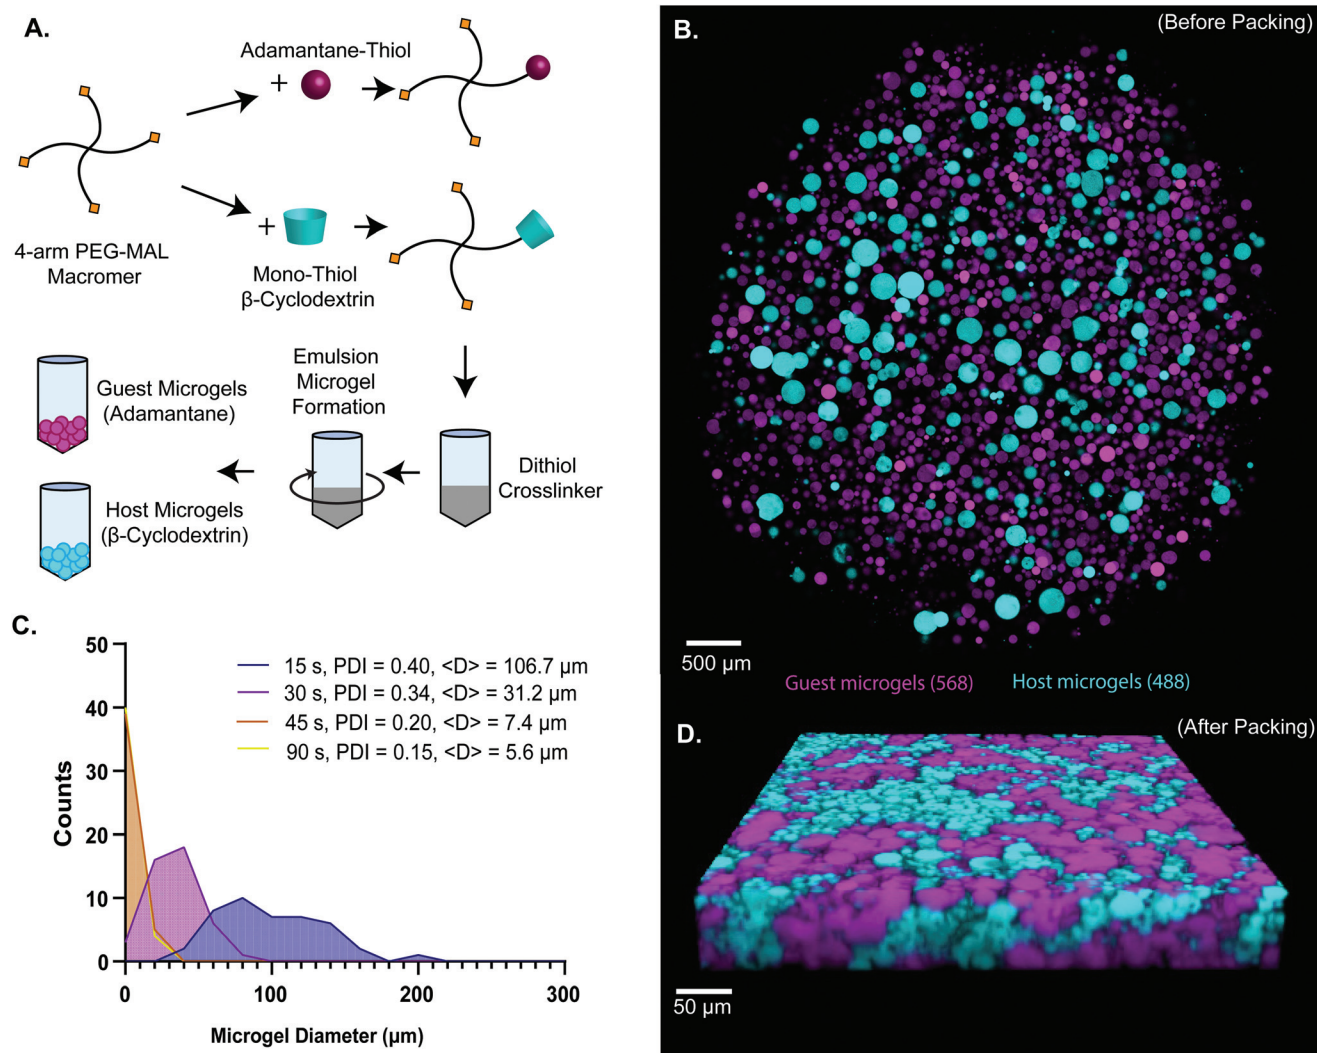 A.
Adamantane-Thiol
+
4-arm PEG-MAL
Macromer
+
Mono-Thiol
β-Cyclodextrin
Guest Microgels
(Adamantane)
Emulsion
Microgel
Formation
Dithiol
Crosslinker
Host Microgels
(β-Cyclodextrin)
B.
(Before Packing)
500 µm
Guest microgels (568)
Host microgels (488)
C.
50
40
30
20
10
0
Counts
15 s, PDI = 0.40, <D> = 106.7 µm
30 s, PDI = 0.34, <D> = 31.2 µm
45 s, PDI = 0.20, <D> = 7.4 µm
90 s, PDI = 0.15, <D> = 5.6 µm
0
100
200
300
Microgel Diameter (µm)
D.
(After Packing)
50 µm